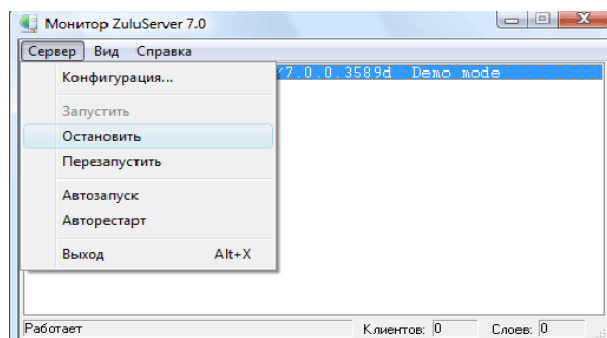 Монитор ZuluServer 7.0
Сервер Вид Справка
/7.0.0.3589d Demo mode
Конфигурация...
Запустить
Остановить
Перезапустить
Автозапуск
Авторестарт
Выход Alt+X
Работает Клиентов: 0 Слоев: 0